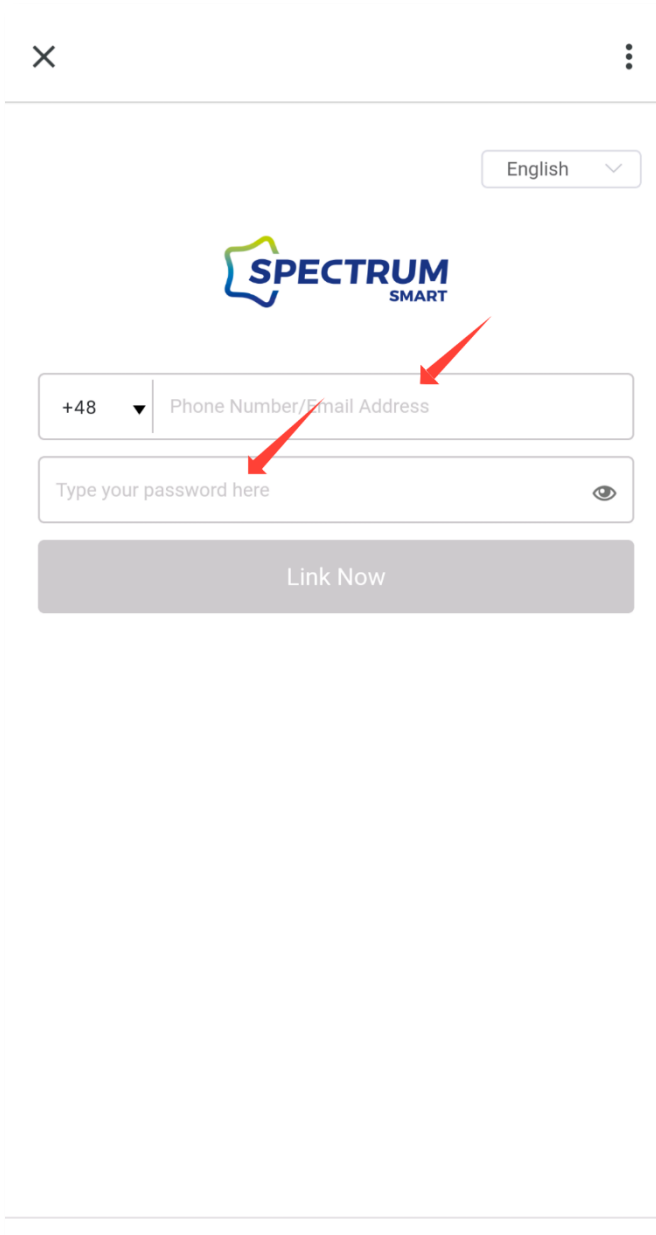 English
SPECTRUM
SMART
+48 Phone Number/Email Address
Type your password here
Link Now